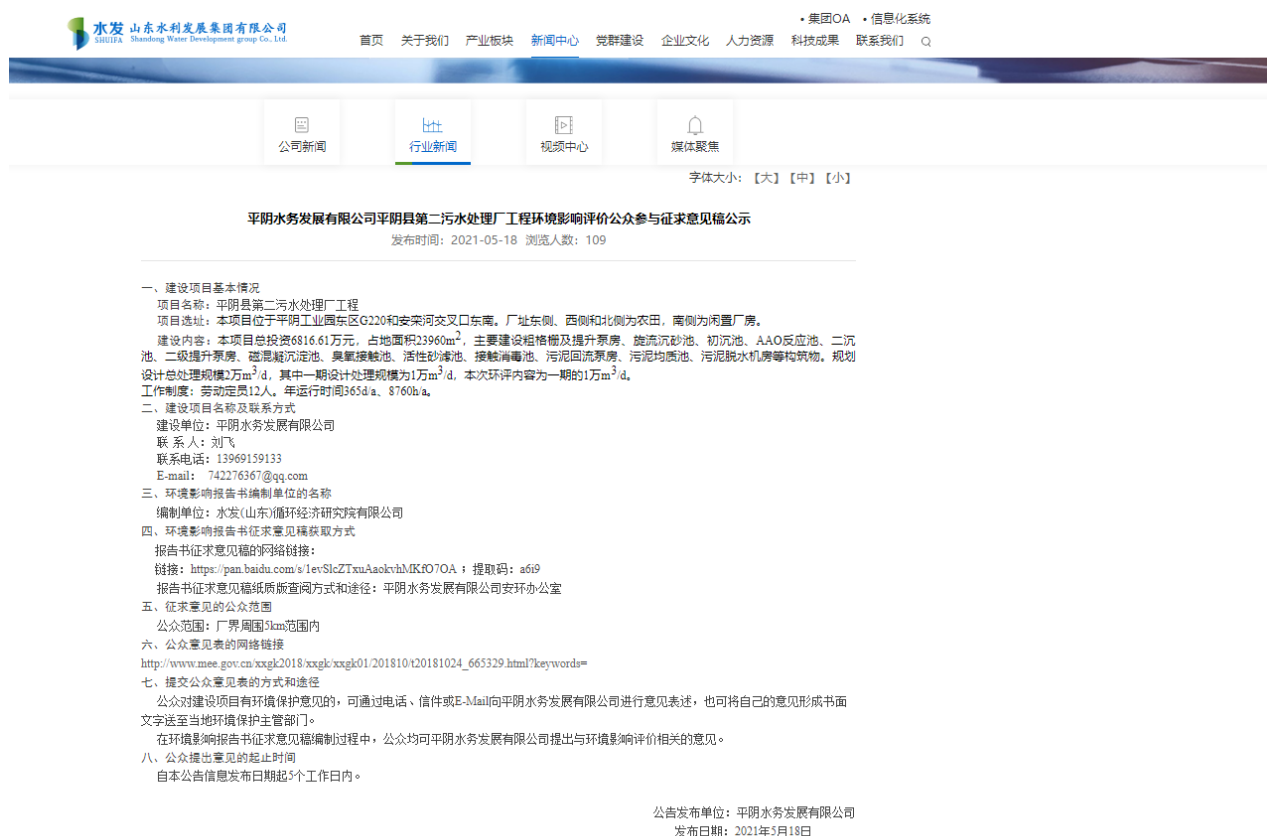 •集团OA •信息化系统
水发 山东水利发展集团有限公司
SHUIFA Shandong Water Development group Co., Ltd.
首页 关于我们 产业板块 新闻中心 党群建设 企业文化 人力资源 科技成果 联系我们
公司新闻 行业新闻 视频中心 媒体聚焦
字体大小：【大】【中】【小】
平阴水务发展有限公司平阴县第二污水处理厂工程环境影响评价公众参与征求意见稿公示
发布时间：2021-05-18 浏览人数：109
一、建设项目基本情况
项目名称：平阴县第二污水处理厂工程
项目选址：本项目位于平阴工业园东区G220和安栾河交叉口东南。厂址东侧、西侧和北侧为农田，南侧为闲置厂房。
建设内容：本项目总投资6816.61万元，占地面积23960m²，主要建设粗格栅及提升泵房、旋流沉砂池、初沉池、AAO反应池、二沉
池、二级提升泵房、磁混凝沉淀池、臭氧接触池、活性砂滤池、接触消毒池、污泥回流泵房、污泥均质池、污泥脱水机房等构筑物。规划
设计总处理规模2万m³/d，其中一期设计处理规模为1万m³/d，本次环评内容为一期的1万m³/d。
工作制度：劳动定员12人。年运行时间365d/a、8760h/a。
二、建设项目名称及联系方式
建设单位：平阴水务发展有限公司
联 系 人：刘飞
联系电话：13969159133
E-mail： 742276367@qq.com
三、环境影响报告书编制单位的名称
编制单位：水发(山东)循环经济研究院有限公司
四、环境影响报告书征求意见稿获取方式
报告书征求意见稿的网络链接：
链接：https://pan.baidu.com/s/1evSlcZTxuAaokvhMKfO7OA ；提取码：a6i9
报告书征求意见稿纸质版查阅方式和途径：平阴水务发展有限公司安环办公室
五、征求意见的公众范围
公众范围：厂界周围5km范围内
六、公众意见表的网络链接
http://www.mee.gov.cn/xxgk2018/xxgk/xxgk01/201810/t20181024_665329.html?keywords=
七、提交公众意见表的方式和途径
公众对建设项目有环境保护意见的，可通过电话、信件或E-Mail向平阴水务发展有限公司进行意见表述，也可将自己的意见形成书面
文字送至当地环境保护主管部门。
在环境影响报告书征求意见稿编制过程中，公众均可平阴水务发展有限公司提出与环境影响评价相关的意见。
八、公众提出意见的起止时间
自本公告信息发布日期起5个工作日内。
公告发布单位：平阴水务发展有限公司
发布日期：2021年5月18日